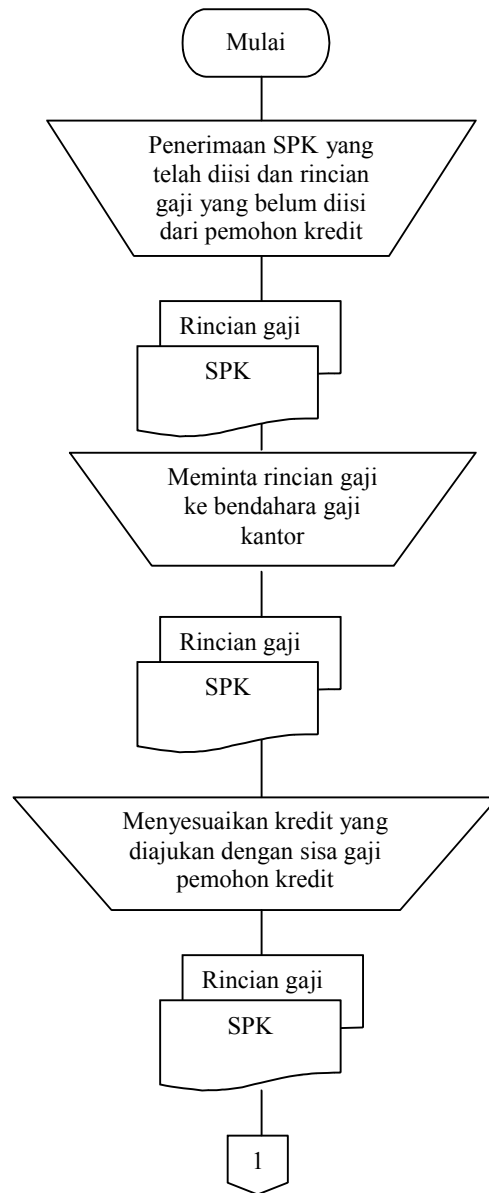 Mulai
Penerimaan SPK yang
telah diisi dan rincian
gaji yang belum diisi
dari pemohon kredit
Rincian gaji
SPK
Meminta rincian gaji
ke bendahara gaji
kantor
Rincian gaji
SPK
Menyesuaikan kredit yang
diajukan dengan sisa gaji
pemohon kredit
Rincian gaji
SPK
1